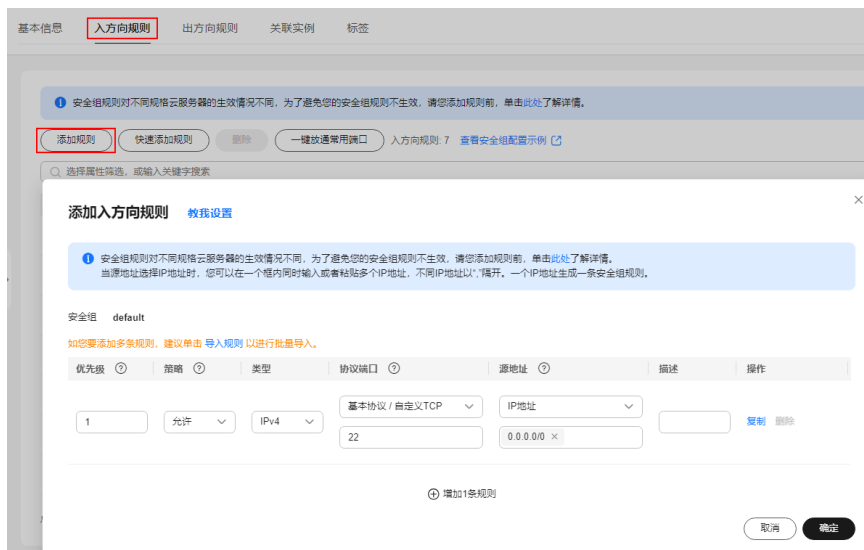 基本信息 入方向规则 出方向规则 关联实例 标签
安全组规则对不同规格云服务器的生效情况不同，为了避免您的安全组规则不生效，请您添加规则前，单击此处了解详情。
添加规则 快速添加规则 删除 一键放通常用端口 入方向规则: 7 查看安全组配置示例
选择属性筛选，或输入关键字搜索
添加入方向规则 教我设置
安全组规则对不同规格云服务器的生效情况不同，为了避免您的安全组规则不生效，请您添加规则前，单击此处了解详情。
当源地址选择IP地址时，您可以在一个框内同时输入或者粘贴多个IP地址，不同IP地址以","隔开。一个IP地址生成一条安全组规则。
安全组 default
如您要添加多条规则，建议单击 导入规则 以进行批量导入。
优先级 ? 策略 ? 类型 协议端口 ? 源地址 ? 描述 操作
基本协议 / 自定义TCP IP地址
1 允许 IPv4 复制 删除
22 0.0.0.0/0 ×
增加1条规则
取消 确定